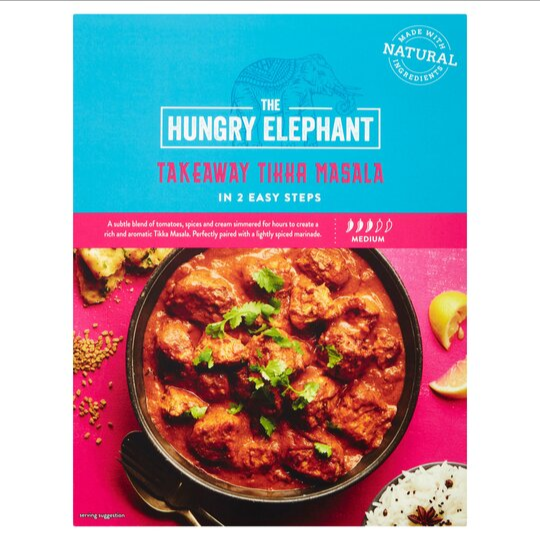 MADE WITH
NATURAL
INGREDIENTS
THE
HUNGRY ELEPHANT
TAKEAWAY TIKKA MASALA
IN 2 EASY STEPS
A subtle blend of tomatoes, spices and cream simmered for hours to create a
rich and aromatic Tikka Masala. Perfectly paired with a lightly spiced marinade.
MEDIUM
serving suggestion